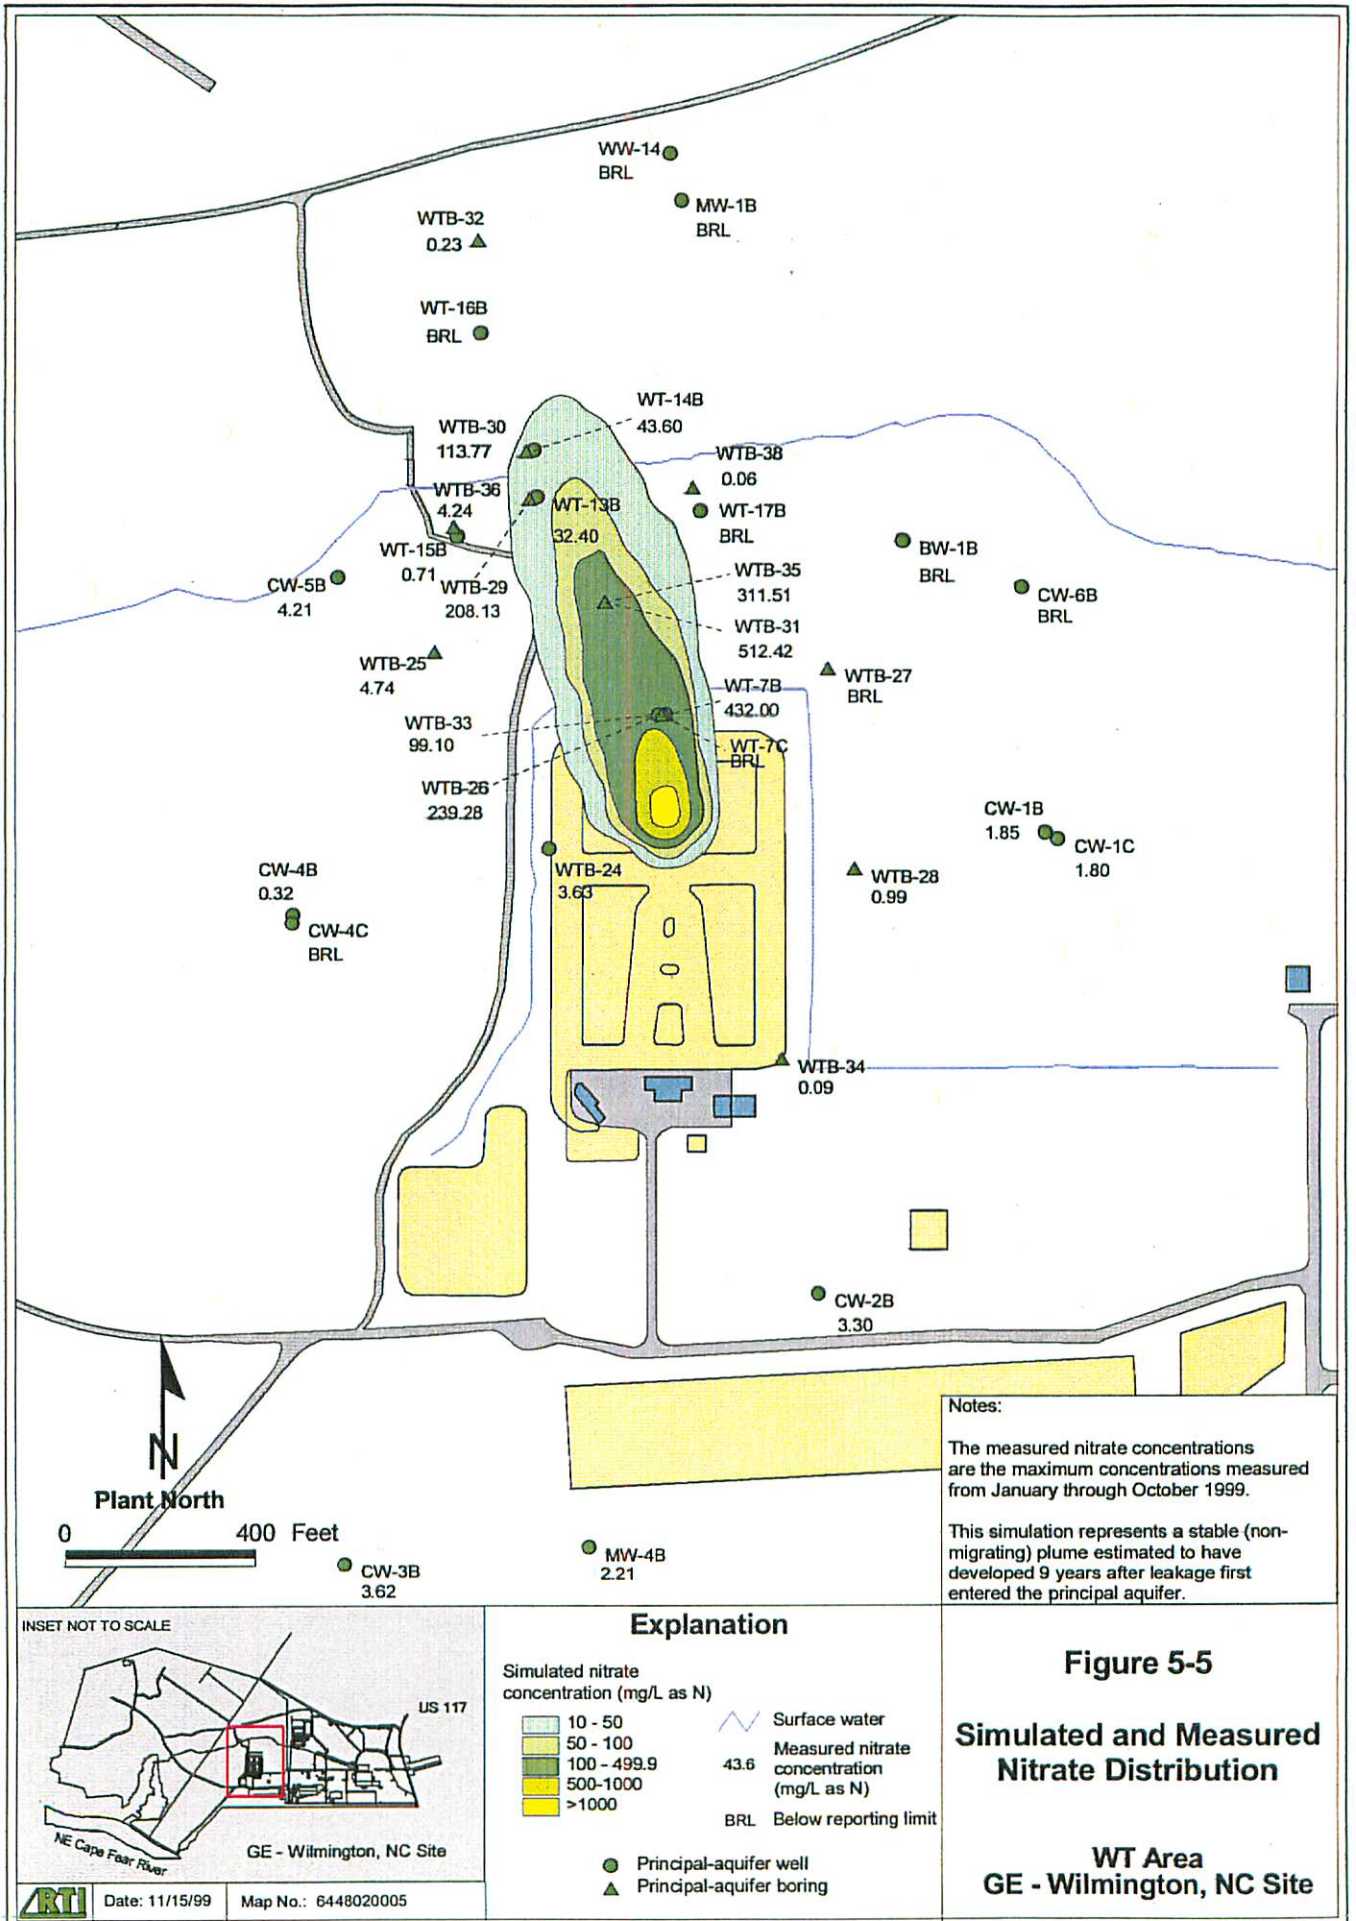 WW-14
BRL
MW-1B
BRL
WTB-32
0.23
WT-16B
BRL
WT-14B
43.60
WTB-30
113.77
WTB-38
0.06
WTB-36
4.24
WT-13B
32.40
WT-17B
BRL
WT-15B
0.71
BW-1B
BRL
CW-5B
4.21
WTB-29
208.13
WTB-35
311.51
CW-6B
BRL
WTB-31
512.42
WTB-25
4.74
WTB-27
BRL
WT-7B
432.00
WTB-33
99.10
WT-7C
BRL
WTB-26
239.28
CW-1B
1.85
CW-1C
1.80
CW-4B
0.32
WTB-24
3.63
WTB-28
0.99
CW-4C
BRL
WTB-34
0.09
CW-2B
3.30
N
Plant North
0 400 Feet
CW-3B
3.62
MW-4B
2.21
Notes:
The measured nitrate concentrations
are the maximum concentrations measured
from January through October 1999.
This simulation represents a stable (non-
migrating) plume estimated to have
developed 9 years after leakage first
entered the principal aquifer.
INSET NOT TO SCALE
US 117
NE Cape Fear River
GE - Wilmington, NC Site
RTI
Date: 11/15/99
Map No.: 6448020005
Explanation
Simulated nitrate
concentration (mg/L as N)
10 - 50
50 - 100
100 - 499.9
500-1000
>1000
Surface water
43.6 Measured nitrate
concentration
(mg/L as N)
BRL Below reporting limit
Principal-aquifer well
Principal-aquifer boring
Figure 5-5
Simulated and Measured
Nitrate Distribution
WT Area
GE - Wilmington, NC Site